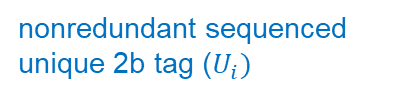 nonredundant sequenced
unique 2b tag (𝑈ᵢ)